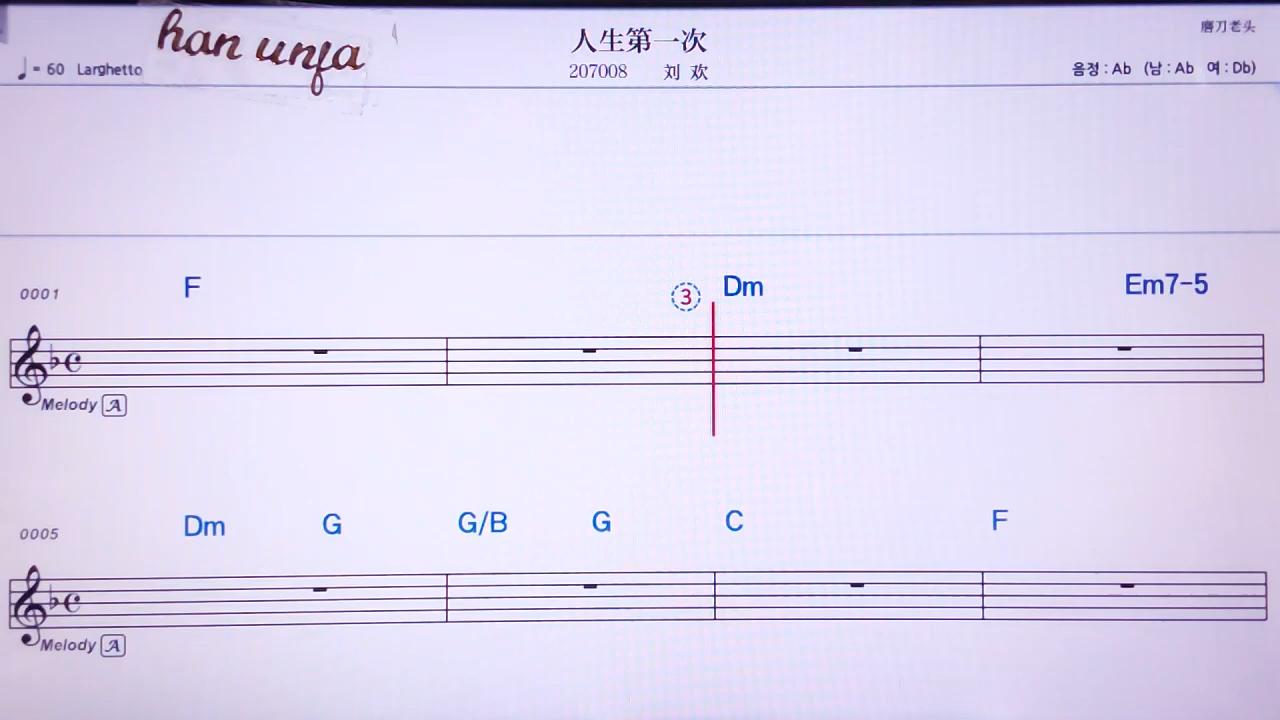 han unfa
人生第一次
磨刀老头
♩= 60 Larghetto
207008 刘 欢
음정 : Ab (남 : Ab 여 : Db)
0001 F ③ Dm Em7-5
Melody A
0005 Dm G G/B G C F
Melody A